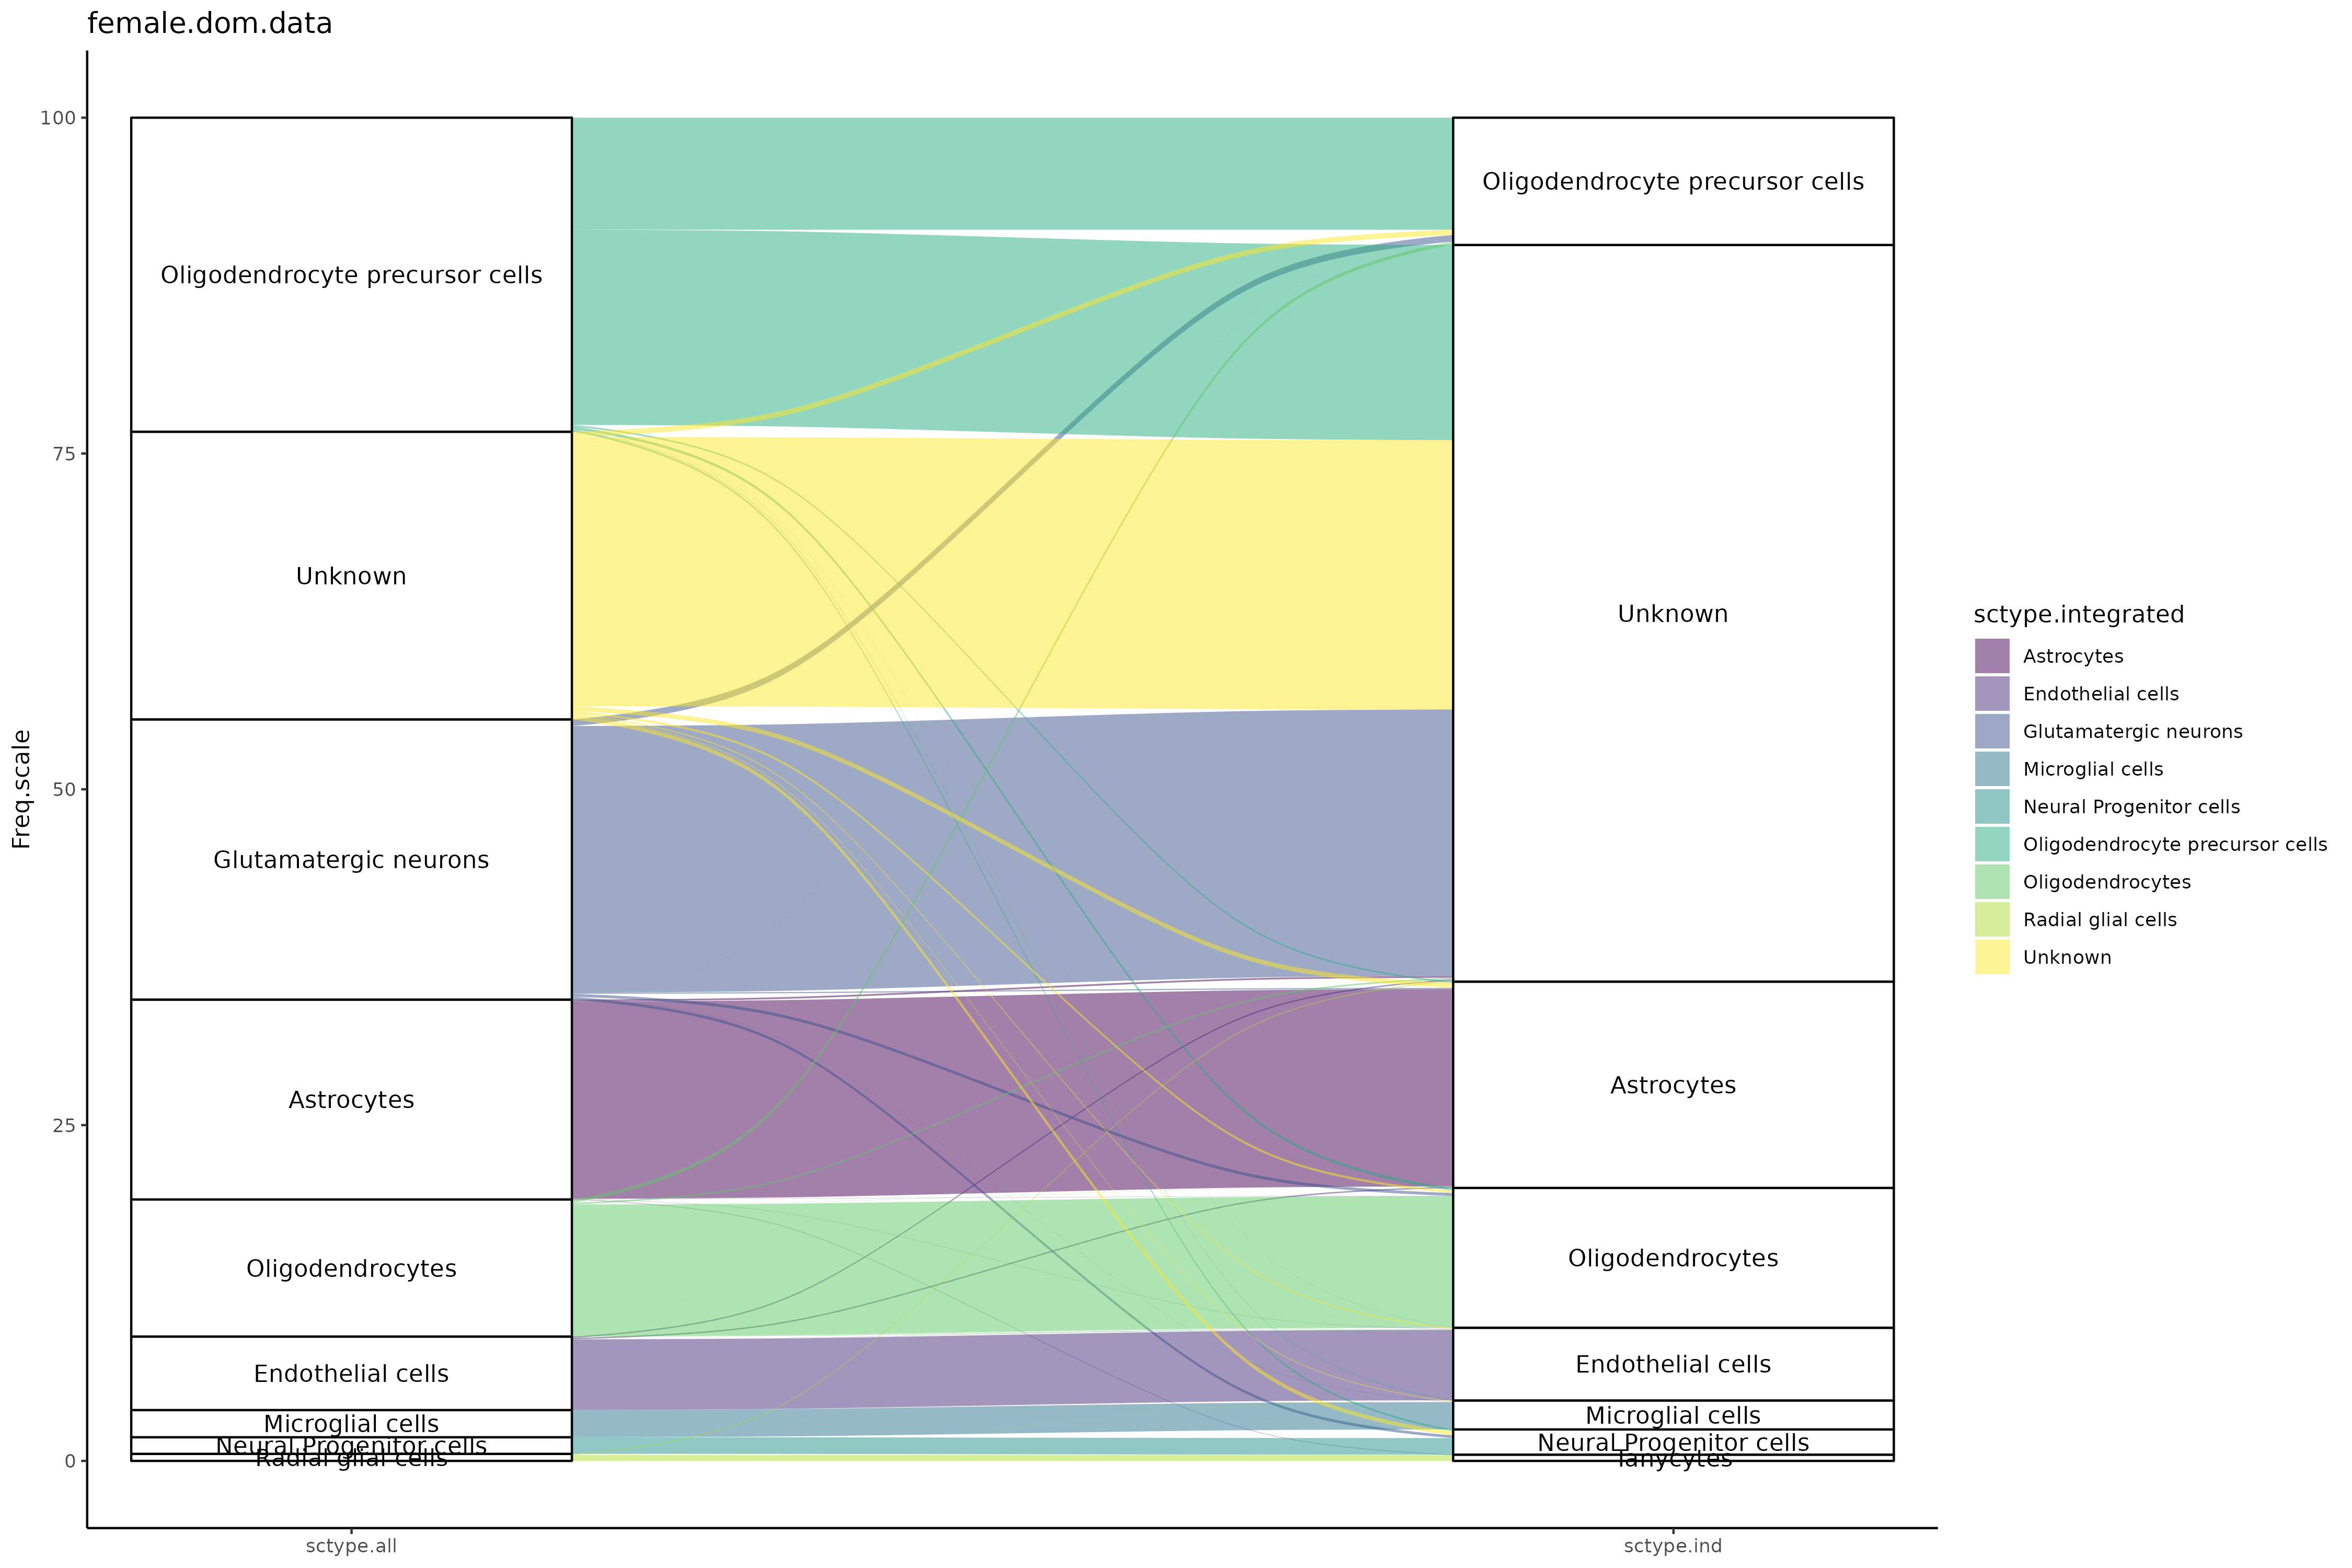 female.dom.data
Freq.scale
100
75
50
25
0
Oligodendrocyte precursor cells
Unknown
Glutamatergic neurons
Astrocytes
Oligodendrocytes
Endothelial cells
Microglial cells
Neural Progenitor cells
Radial glial cells
Oligodendrocyte precursor cells
Unknown
Astrocytes
Oligodendrocytes
Endothelial cells
Microglial cells
Neural Progenitor cells
Tanycytes
sctype.all
sctype.ind
sctype.integrated
Astrocytes
Endothelial cells
Glutamatergic neurons
Microglial cells
Neural Progenitor cells
Oligodendrocyte precursor cells
Oligodendrocytes
Radial glial cells
Unknown